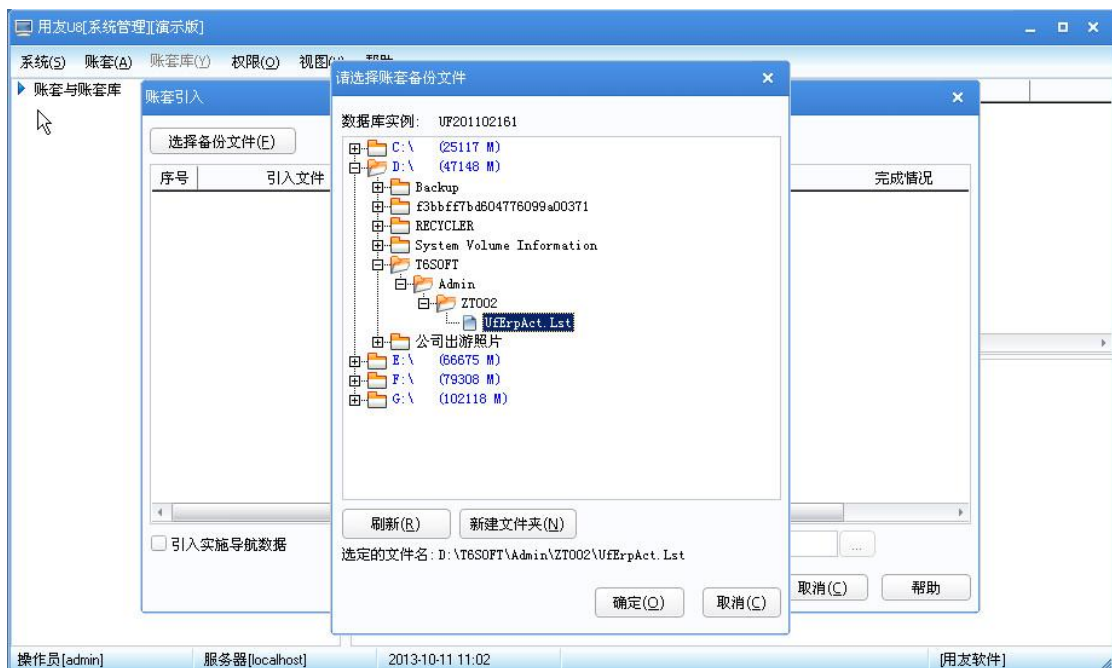 用友U8[系统管理][演示版]
系统(S) 账套(A) 账套库(Y) 权限(O) 视图
账套与账套库
账套引入
选择备份文件(F)
序号 引入文件 完成情况
引入实施导航数据
... 
取消(C) 帮助
请选择账套备份文件
数据库实例: UF201102161
C:\ (25117 M)
D:\ (47148 M)
Backup
f3bbff7bd604776099a00371
RECYCLER
System Volume Information
T6SOFT
Admin
ZT002
UfErpAct.Lst
公司出游照片
E:\ (66675 M)
F:\ (79308 M)
G:\ (102118 M)
刷新(R) 新建文件夹(N)
选定的文件名: D:\T6SOFT\Admin\ZT002\UfErpAct.Lst
确定(O) 取消(C)
操作员[admin] 服务器[localhost] 2013-10-11 11:02 [用友软件]